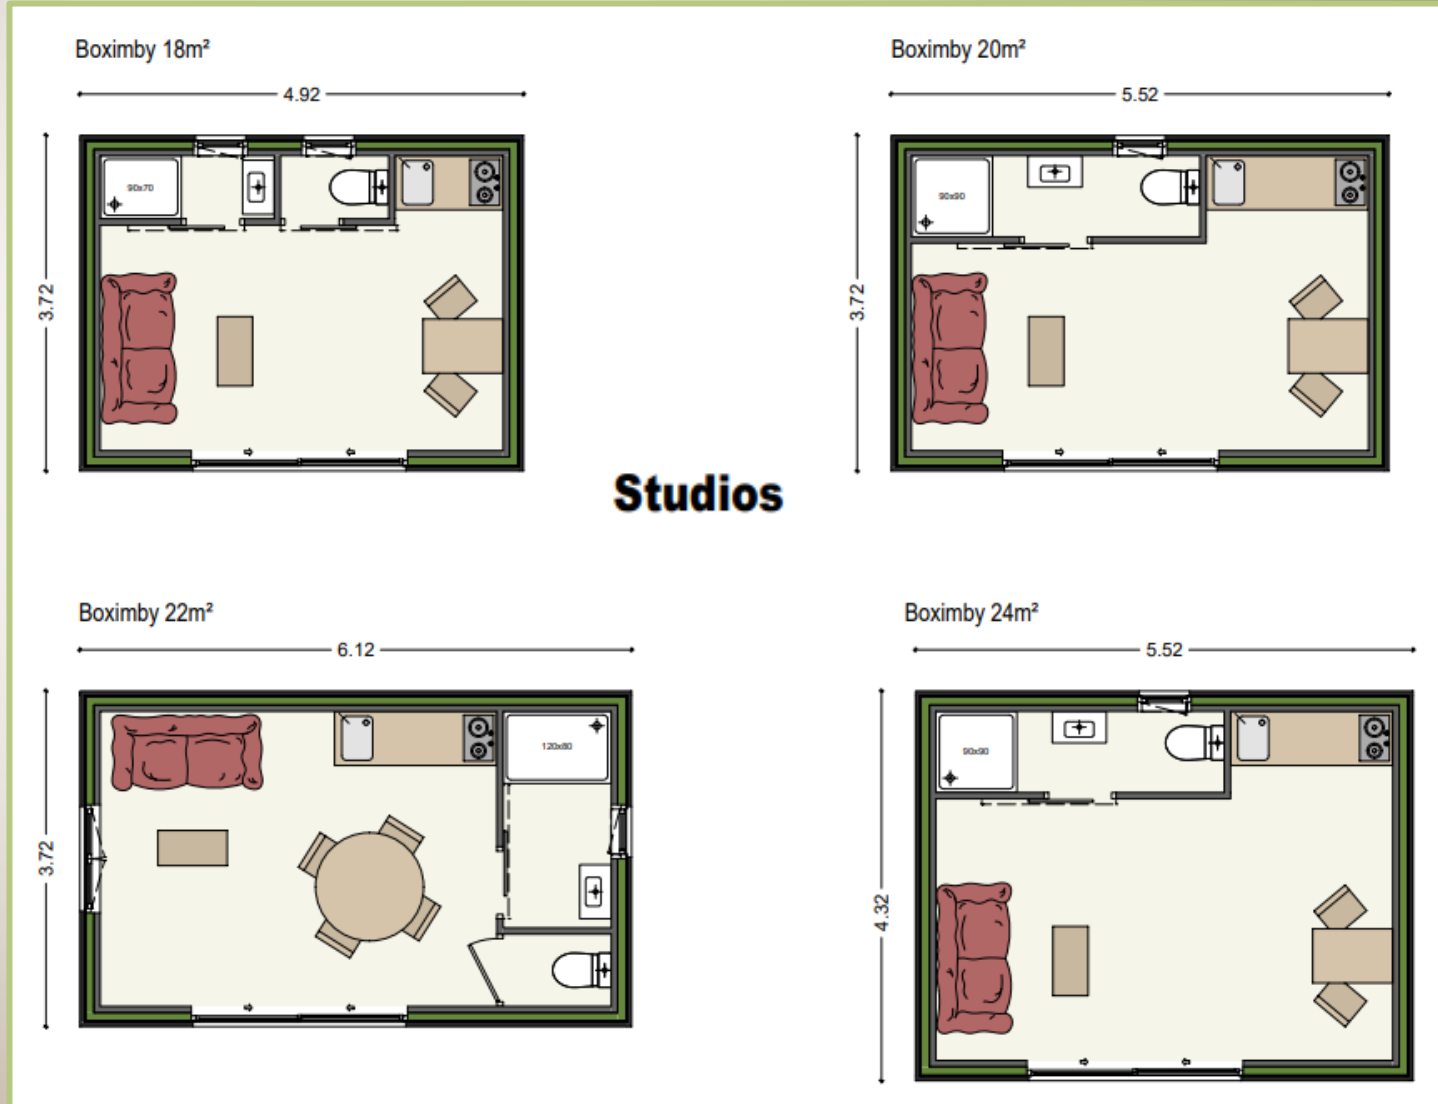 Boximby 18m²
4.92
3.72
90x70
Boximby 20m²
5.52
3.72
90x90
Studios
Boximby 22m²
6.12
3.72
120x80
Boximby 24m²
5.52
4.32
90x90